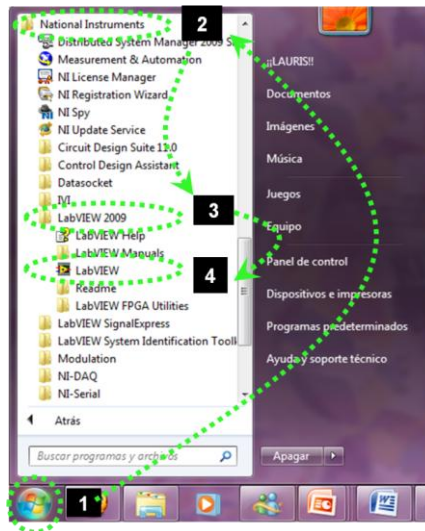 National Instruments
2
Distributed System Manager 2009 S
Measurement & Automation
NI License Manager
NI Registration Wizard
NI Spy
NI Update Service
Circuit Design Suite 11.0
Control Design Assistant
Datasocket
IVI
LabVIEW 2009
3
LabVIEW Help
LabVIEW Manuals
LabVIEW
4
Readme
LabVIEW FPGA Utilities
LabVIEW SignalExpress
LabVIEW System Identification Toolk
Modulation
NI-DAQ
NI-Serial
Atrás
Buscar programas y archivos
¡¡LAURIS!!
Documentos
Imágenes
Música
Juegos
Equipo
Panel de control
Dispositivos e impresoras
Programas predeterminados
Ayuda y soporte técnico
Apagar
1